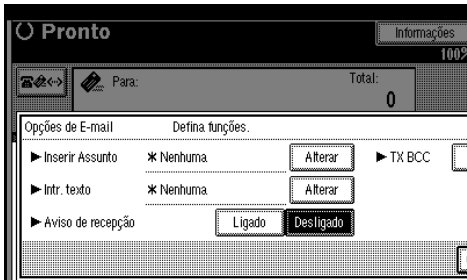 Pronto
Informações
100%
Para:
Total:
0
Opções de E-mail Defina funções.
►Inserir Assunto * Nenhuma Alterar ►TX BCC
►Intr. texto * Nenhuma Alterar
►Aviso de recepção Ligado Desligado